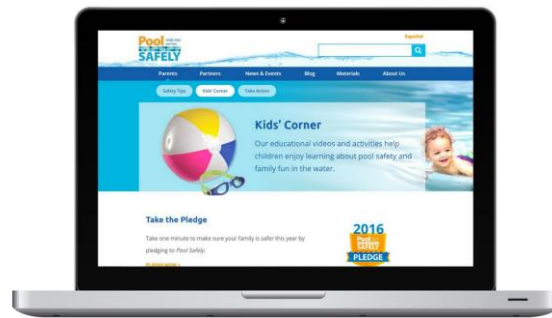 Pool
SAFELY
Español
Parents Partners News & Events Blog Materials About Us
Safety Tips Kids Corner Take Action
Kids' Corner
Our educational videos and activities help
children enjoy learning about pool safety and
family fun in the water.
Take the Pledge
Take one minute to make sure your
family is safer this year by
pledging to Pool Safely.
PLEDGE NOW >
2016
Pool
SAFELY
PLEDGE